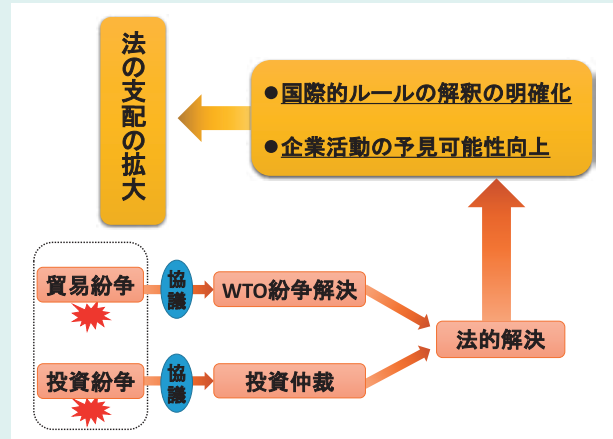 法の支配の拡大
●国際的ルールの解釈の明確化
●企業活動の予見可能性向上
貿易紛争
協議
WTO紛争解決
法的解決
投資紛争
協議
投資仲裁